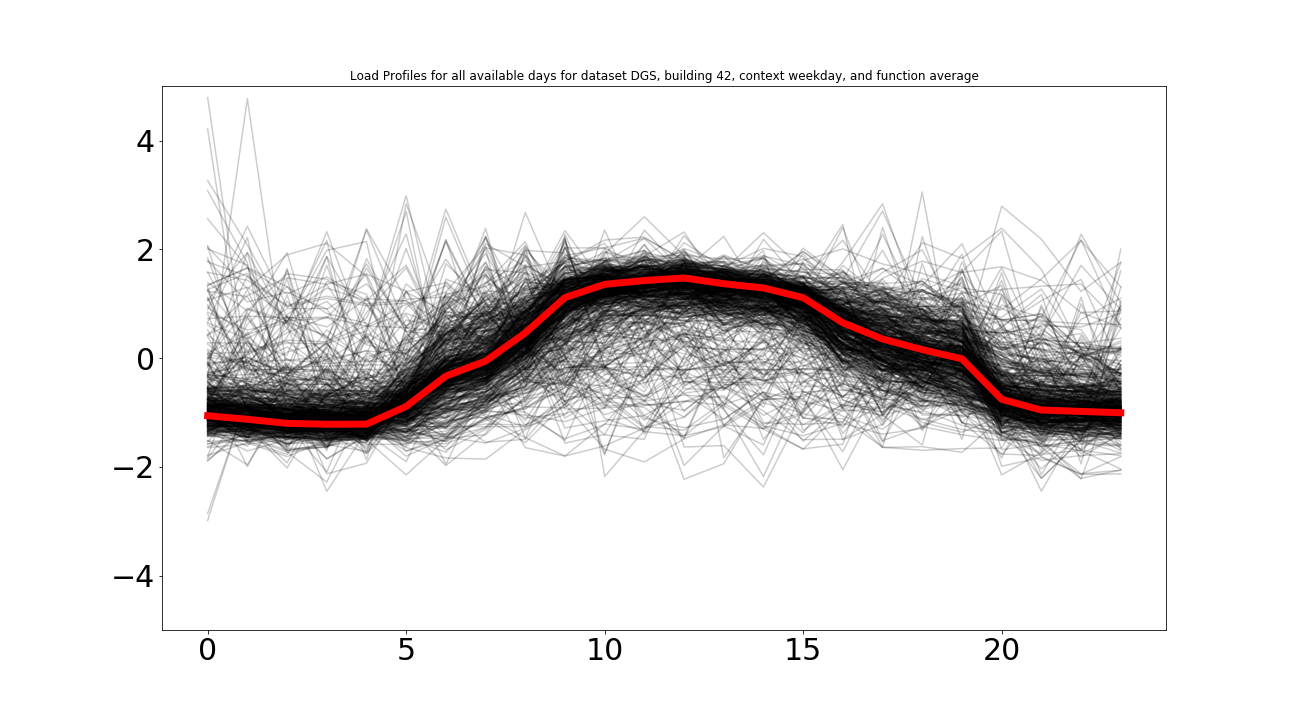 Load Profiles for all available days for dataset DGS, building 42, context weekday, and function average
4
2
0
−2
−4
0 5 10 15 20